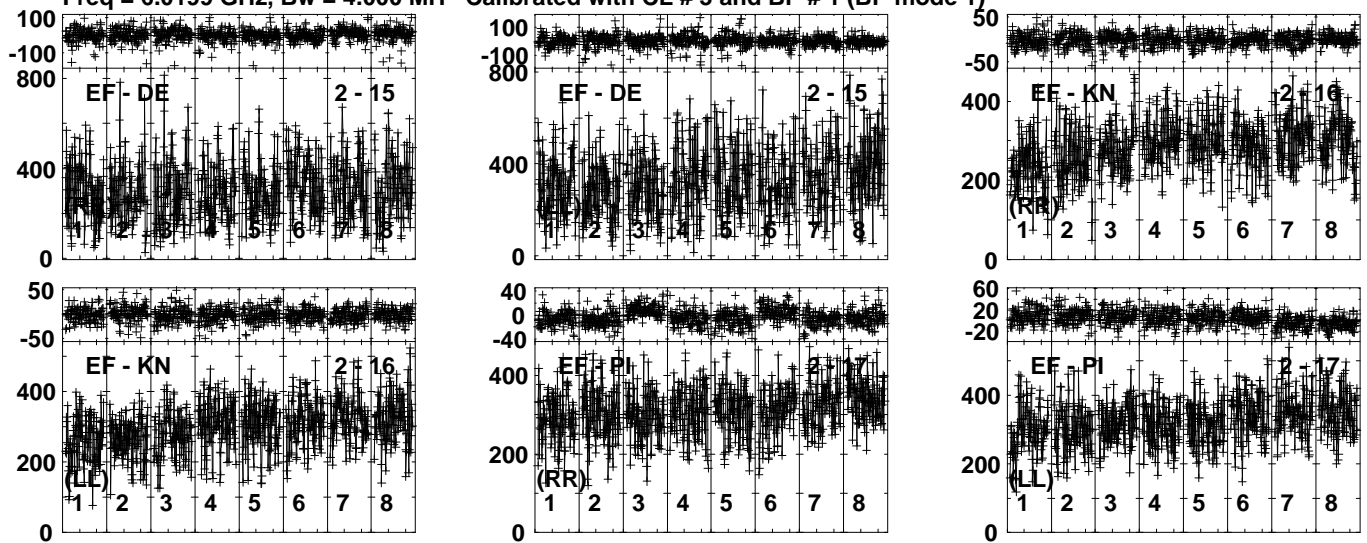 Freq = GHz, Bw = 4.000 MH Calibrated with CL # and BP # 1 (BP mode 1)
100
-100
800
EF - DE 2 - 15
400
1 2 3 4 5 6 7 8
0
100
-100
800
EF - DE 2 - 15
400
1 2 3 4 5 6 7 8
0
50
-50
EF - KN 2 - 16
400
200
(RR)
1 2 3 4 5 6 7 8
0
50
-50
EF - KN 2 - 16
400
200
(LL)
1 2 3 4 5 6 7 8
0
40
0
-40
EF - PI 2 - 17
400
200
(RR)
1 2 3 4 5 6 7 8
0
60
20
-20
EF - PI 2 - 17
400
200
(LL)
1 2 3 4 5 6 7 8
0